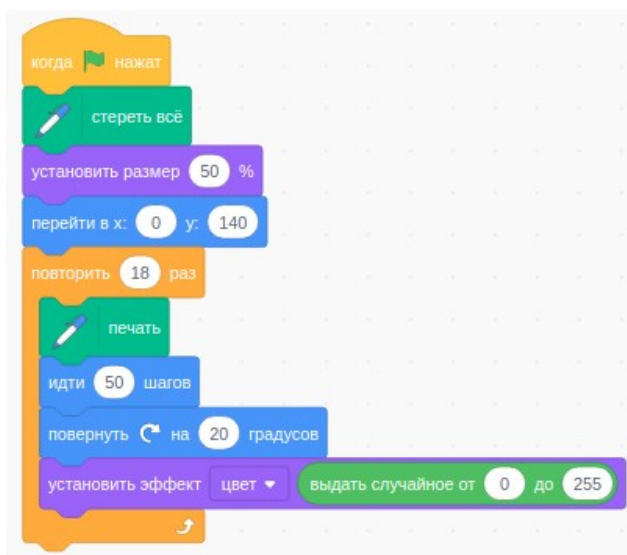 когда нажат
стереть всё
установить размер 50 %
перейти в x: 0 y: 140
повторить 18 раз
печать
идти 50 шагов
повернуть на 20 градусов
установить эффект цвет выдать случайное от 0 до 255